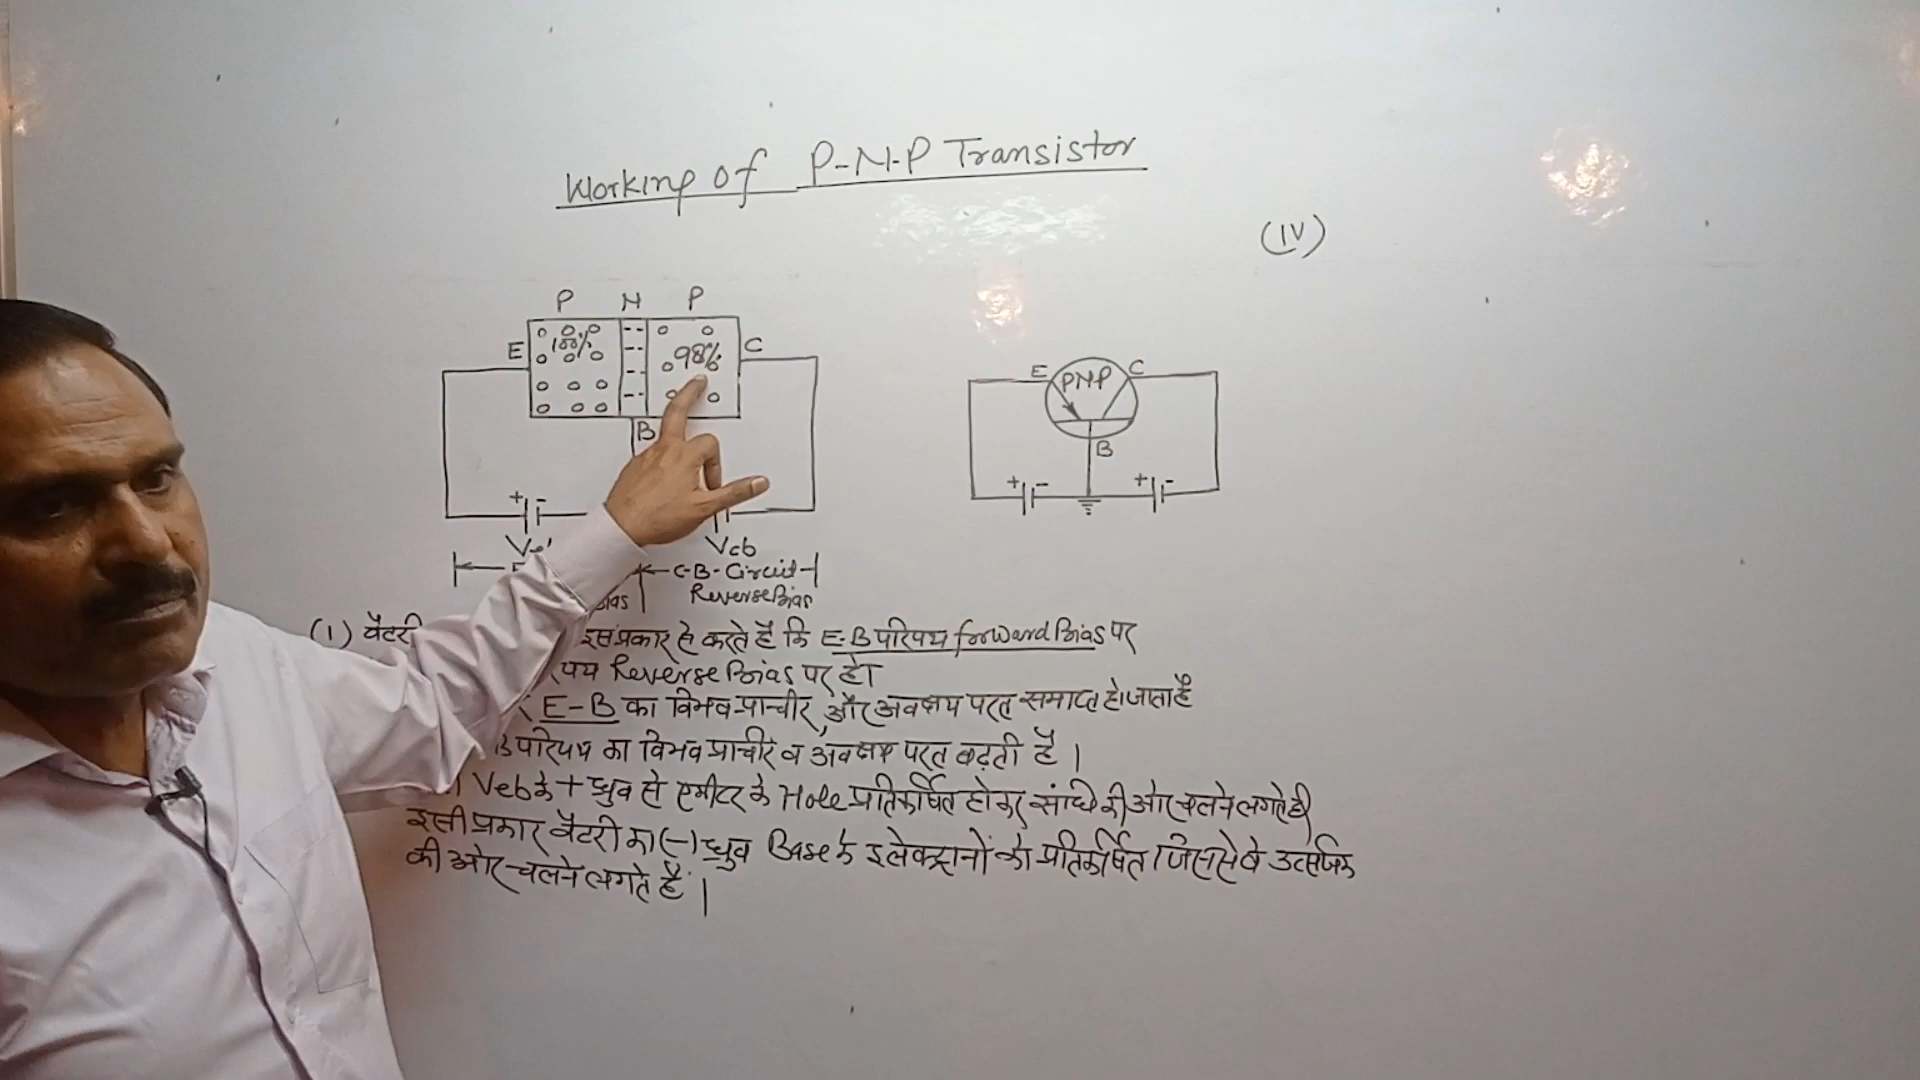 Working of P-N-P Transistor
(IV)
P N P
E 100% 98% C
B
+ -
Vcb
C-B-Circuit
Reverse Bias
E PNP C
B
+ - + -
(1) बैटरी इस प्रकार से करते हैं कि E-B परिपथ forward Bias पर
पथ Reverse Bias पर हो।
E-B का विभव प्राचीर और अवक्षय परत समाप्त हो जाता है
B परिपथ का विभव प्राचीर व अवक्षय परत बढ़ती है।
Veb के + ध्रुव से एमीटर के Hole प्रतिकर्षित होकर संधि की ओर चलने लगते हैं
इसी प्रकार बैटरी का (-) ध्रुव Base के इलेक्ट्रानों को प्रतिकर्षित जिससे वे उत्सर्जक
की ओर चलने लगते हैं।